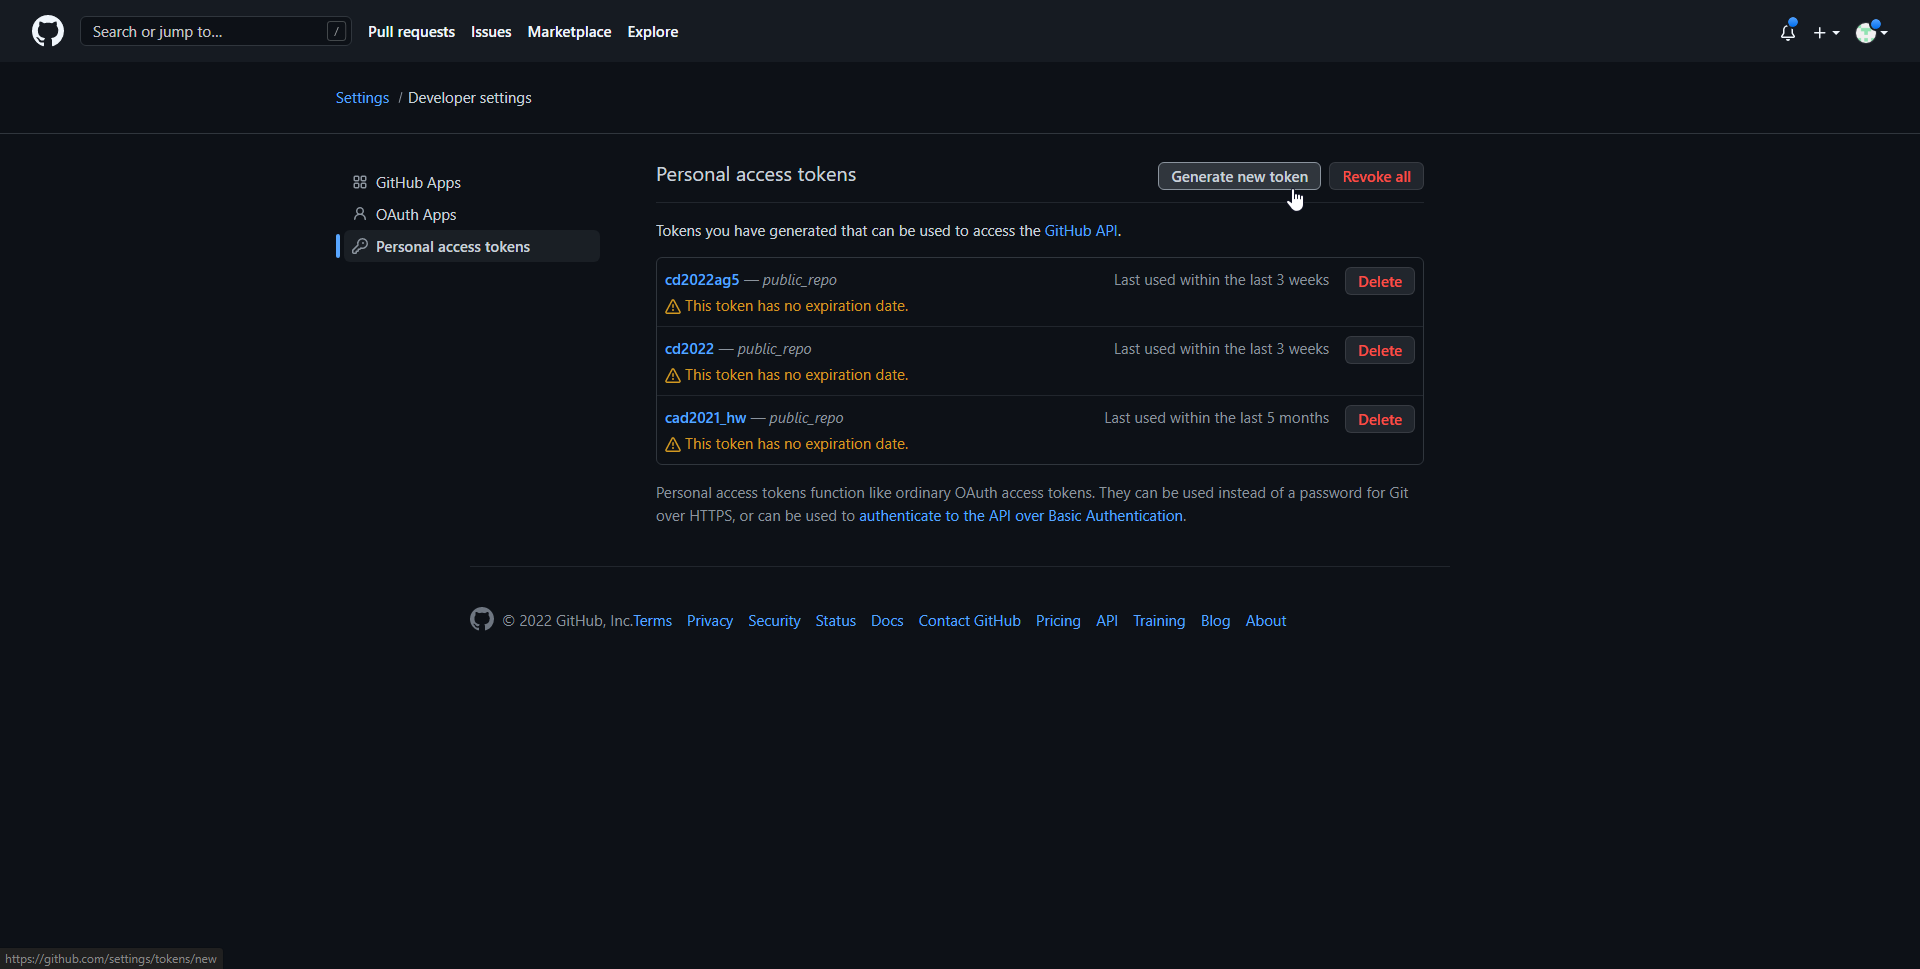 Search or jump to... /
Pull requests Issues Marketplace Explore
Settings / Developer settings
GitHub Apps
OAuth Apps
Personal access tokens
Personal access tokens
Generate new token Revoke all
Tokens you have generated that can be used to access the GitHub API.
cd2022ag5 — public_repo Last used within the last 3 weeks Delete
This token has no expiration date.
cd2022 — public_repo Last used within the last 3 weeks Delete
This token has no expiration date.
cad2021_hw — public_repo Last used within the last 5 months Delete
This token has no expiration date.
Personal access tokens function like ordinary OAuth access tokens. They can be used instead of a password for Git
over HTTPS, or can be used to authenticate to the API over Basic Authentication.
© 2022 GitHub, Inc.Terms Privacy Security Status Docs Contact GitHub Pricing API Training Blog About
https://github.com/settings/tokens/new